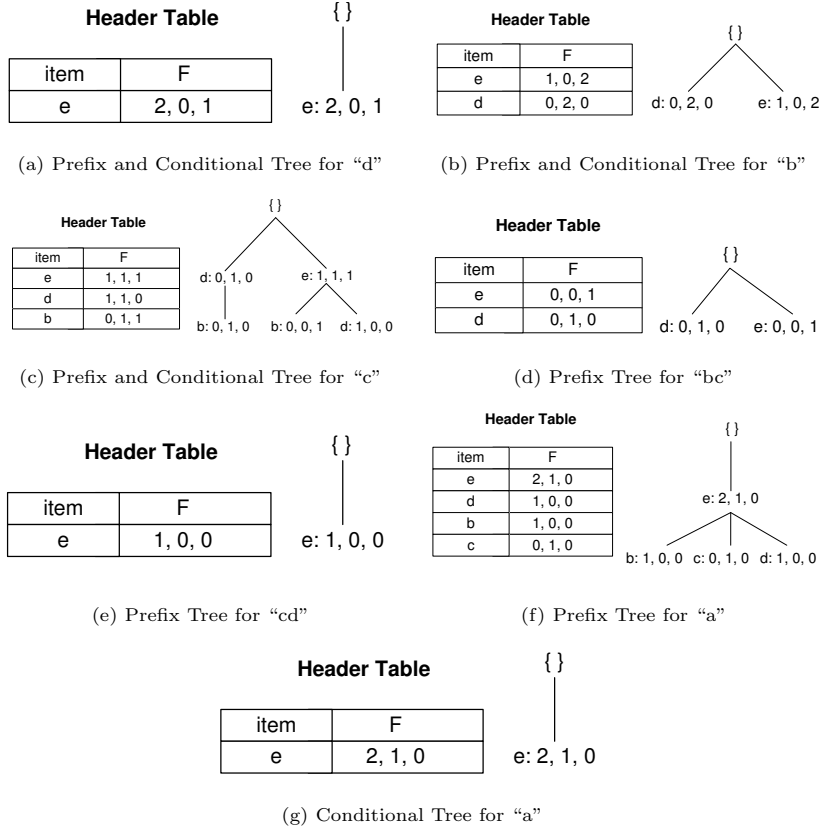 Header Table
{ }
item F
e 2, 0, 1
e: 2, 0, 1
(a) Prefix and Conditional Tree for “d”
Header Table
{ }
item F
e 1, 0, 2
d 0, 2, 0
d: 0, 2, 0 e: 1, 0, 2
(b) Prefix and Conditional Tree for “b”
Header Table
{ }
item F
e 1, 1, 1
d 1, 1, 0
b 0, 1, 1
d: 0, 1, 0 e: 1, 1, 1
b: 0, 1, 0 b: 0, 0, 1 d: 1, 0, 0
(c) Prefix and Conditional Tree for “c”
Header Table
{ }
item F
e 0, 0, 1
d 0, 1, 0
d: 0, 1, 0 e: 0, 0, 1
(d) Prefix Tree for “bc”
Header Table
{ }
item F
e 1, 0, 0
e: 1, 0, 0
(e) Prefix Tree for “cd”
Header Table
{ }
item F
e 2, 1, 0
d 1, 0, 0
b 1, 0, 0
c 0, 1, 0
e: 2, 1, 0
b: 1, 0, 0 c: 0, 1, 0 d: 1, 0, 0
(f) Prefix Tree for “a”
Header Table
{ }
item F
e 2, 1, 0
e: 2, 1, 0
(g) Conditional Tree for “a”